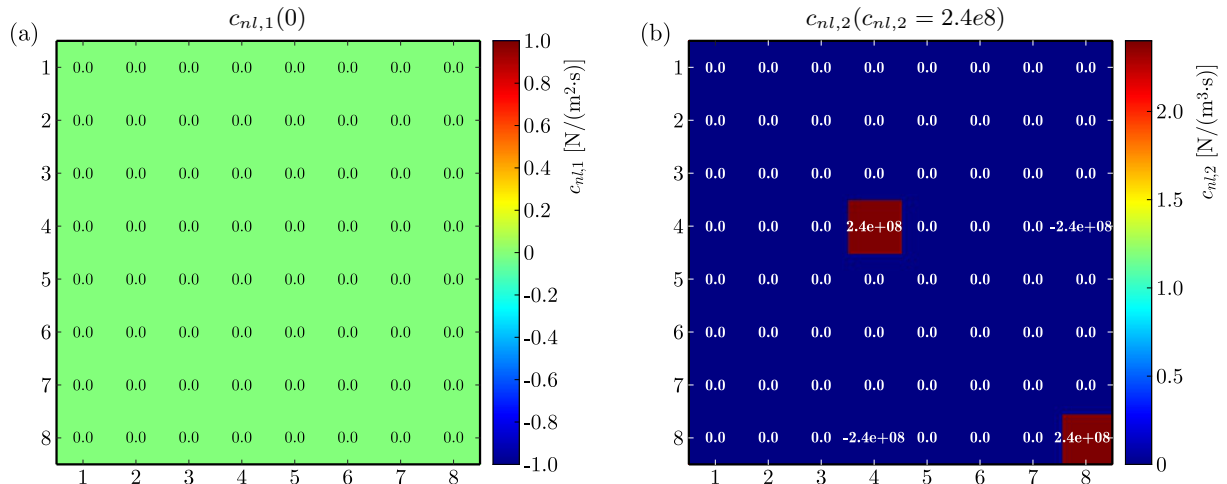 (a)
c_{nl,1}(0)
1 0.0 0.0 0.0 0.0 0.0 0.0 0.0 0.0
2 0.0 0.0 0.0 0.0 0.0 0.0 0.0 0.0
3 0.0 0.0 0.0 0.0 0.0 0.0 0.0 0.0
4 0.0 0.0 0.0 0.0 0.0 0.0 0.0 0.0
5 0.0 0.0 0.0 0.0 0.0 0.0 0.0 0.0
6 0.0 0.0 0.0 0.0 0.0 0.0 0.0 0.0
7 0.0 0.0 0.0 0.0 0.0 0.0 0.0 0.0
8 0.0 0.0 0.0 0.0 0.0 0.0 0.0 0.0
1 2 3 4 5 6 7 8
1.0
0.8
0.6
0.4
0.2
0
-0.2
-0.4
-0.6
-0.8
-1.0
c_{nl,1} [N/(m²·s)]
(b)
c_{nl,2}(c_{nl,2} = 2.4e8)
1 0.0 0.0 0.0 0.0 0.0 0.0 0.0 0.0
2 0.0 0.0 0.0 0.0 0.0 0.0 0.0 0.0
3 0.0 0.0 0.0 0.0 0.0 0.0 0.0 0.0
4 0.0 0.0 0.0 2.4e+08 0.0 0.0 0.0 -2.4e+08
5 0.0 0.0 0.0 0.0 0.0 0.0 0.0 0.0
6 0.0 0.0 0.0 0.0 0.0 0.0 0.0 0.0
7 0.0 0.0 0.0 0.0 0.0 0.0 0.0 0.0
8 0.0 0.0 0.0 -2.4e+08 0.0 0.0 0.0 2.4e+08
1 2 3 4 5 6 7 8
2.0
1.5
1.0
0.5
0
c_{nl,2} [N/(m³·s)]